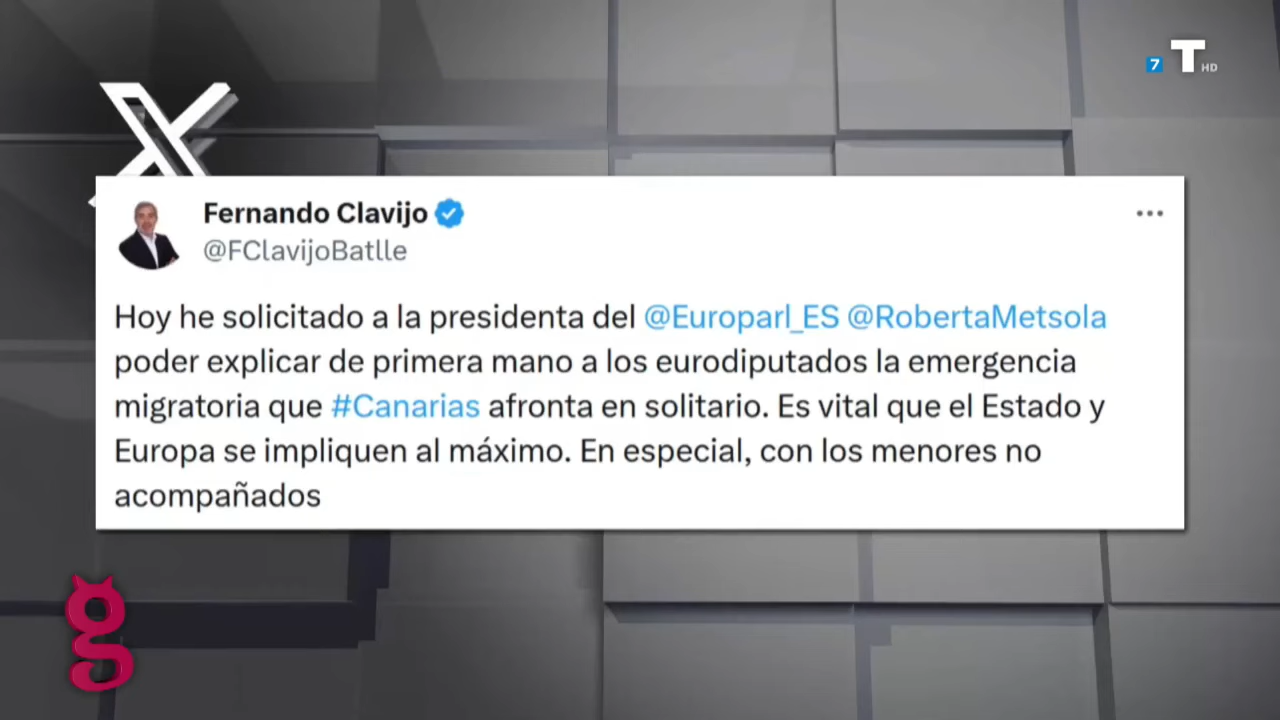 7 T HD
X
Fernando Clavijo
@FClavijoBatlle
Hoy he solicitado a la presidenta del @Europarl_ES @RobertaMetsola
poder explicar de primera mano a los eurodiputados la emergencia
migratoria que #Canarias afronta en solitario. Es vital que el Estado y
Europa se impliquen al máximo. En especial, con los menores no
acompañados
g